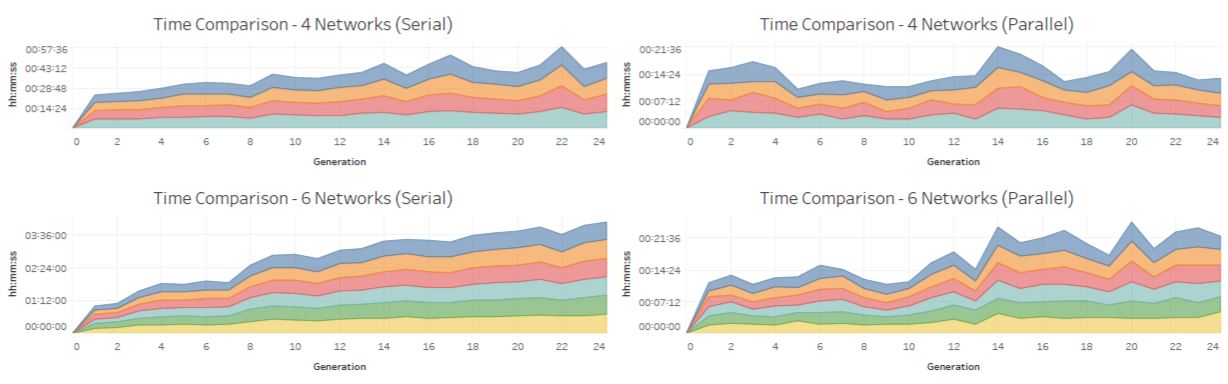 Time Comparison - 4 Networks (Serial)
hh:mm:ss
00:57:36
00:43:12
00:28:48
00:14:24
0 2 4 6 8 10 12 14 16 18 20 22 24
Generation
Time Comparison - 4 Networks (Parallel)
hh:mm:ss
00:21:36
00:14:24
00:07:12
00:00:00
0 2 4 6 8 10 12 14 16 18 20 22 24
Generation
Time Comparison - 6 Networks (Serial)
hh:mm:ss
03:36:00
02:24:00
01:12:00
00:00:00
0 2 4 6 8 10 12 14 16 18 20 22 24
Generation
Time Comparison - 6 Networks (Parallel)
hh:mm:ss
00:21:36
00:14:24
00:07:12
00:00:00
0 2 4 6 8 10 12 14 16 18 20 22 24
Generation